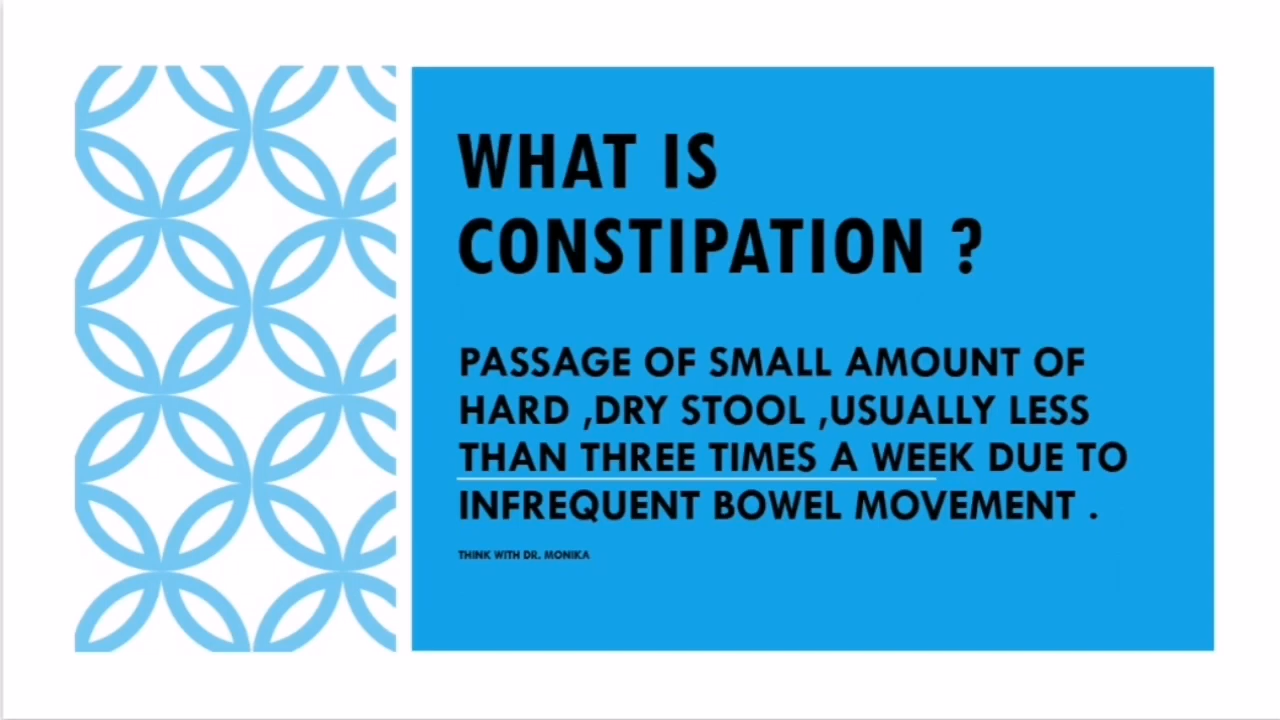 WHAT IS
CONSTIPATION ?
PASSAGE OF SMALL AMOUNT OF
HARD ,DRY STOOL ,USUALLY LESS
THAN THREE TIMES A WEEK DUE TO
INFREQUENT BOWEL MOVEMENT .
THINK WITH DR. MONIKA